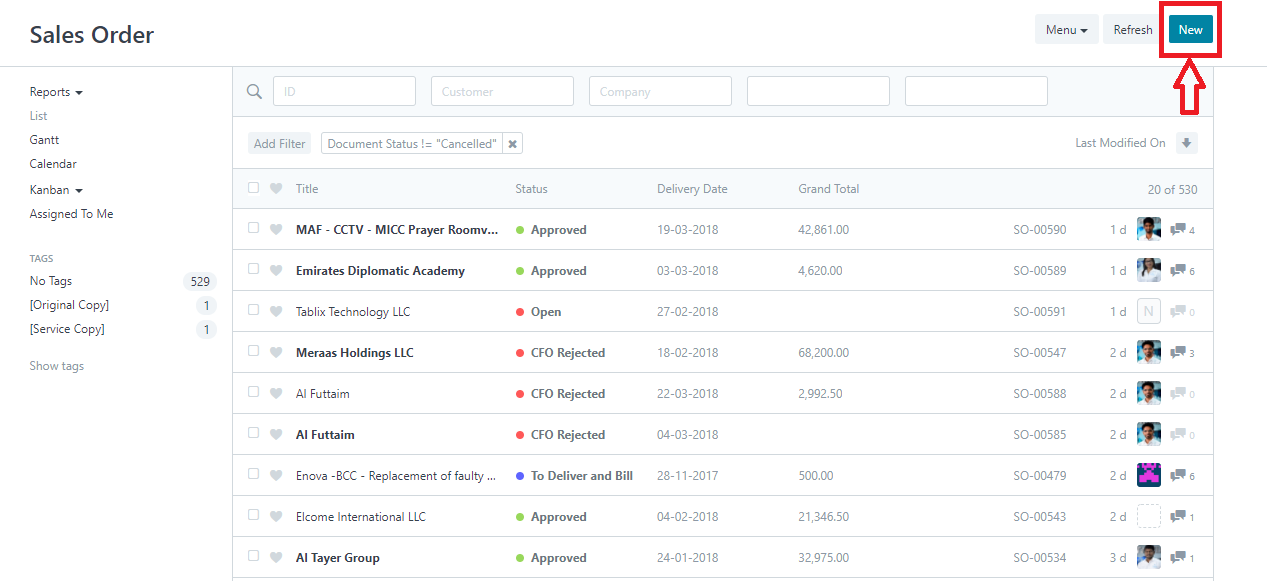 Sales Order
Menu
Refresh
New
Reports
List
Gantt
Calendar
Kanban
Assigned To Me
TAGS
No Tags 529
[Original Copy] 1
[Service Copy] 1
Show tags
ID Customer Company
Add Filter Document Status != "Cancelled" Last Modified On
Title Status Delivery Date Grand Total 20 of 530
MAF - CCTV - MICC Prayer Roomv... Approved 19-03-2018 42,861.00 SO-00590 1 d 4
Emirates Diplomatic Academy Approved 03-03-2018 4,620.00 SO-00589 1 d 6
Tablix Technology LLC Open 27-02-2018 SO-00591 1 d N 0
Meraas Holdings LLC CFO Rejected 18-02-2018 68,200.00 SO-00547 2 d 3
Al Futtaim CFO Rejected 22-03-2018 2,992.50 SO-00588 2 d 0
Al Futtaim CFO Rejected 04-03-2018 SO-00585 2 d 0
Enova -BCC - Replacement of faulty ... To Deliver and Bill 28-11-2017 500.00 SO-00479 2 d 6
Elcome International LLC Approved 04-02-2018 21,346.50 SO-00543 2 d 1
Al Tayer Group Approved 24-01-2018 32,975.00 SO-00534 3 d 1